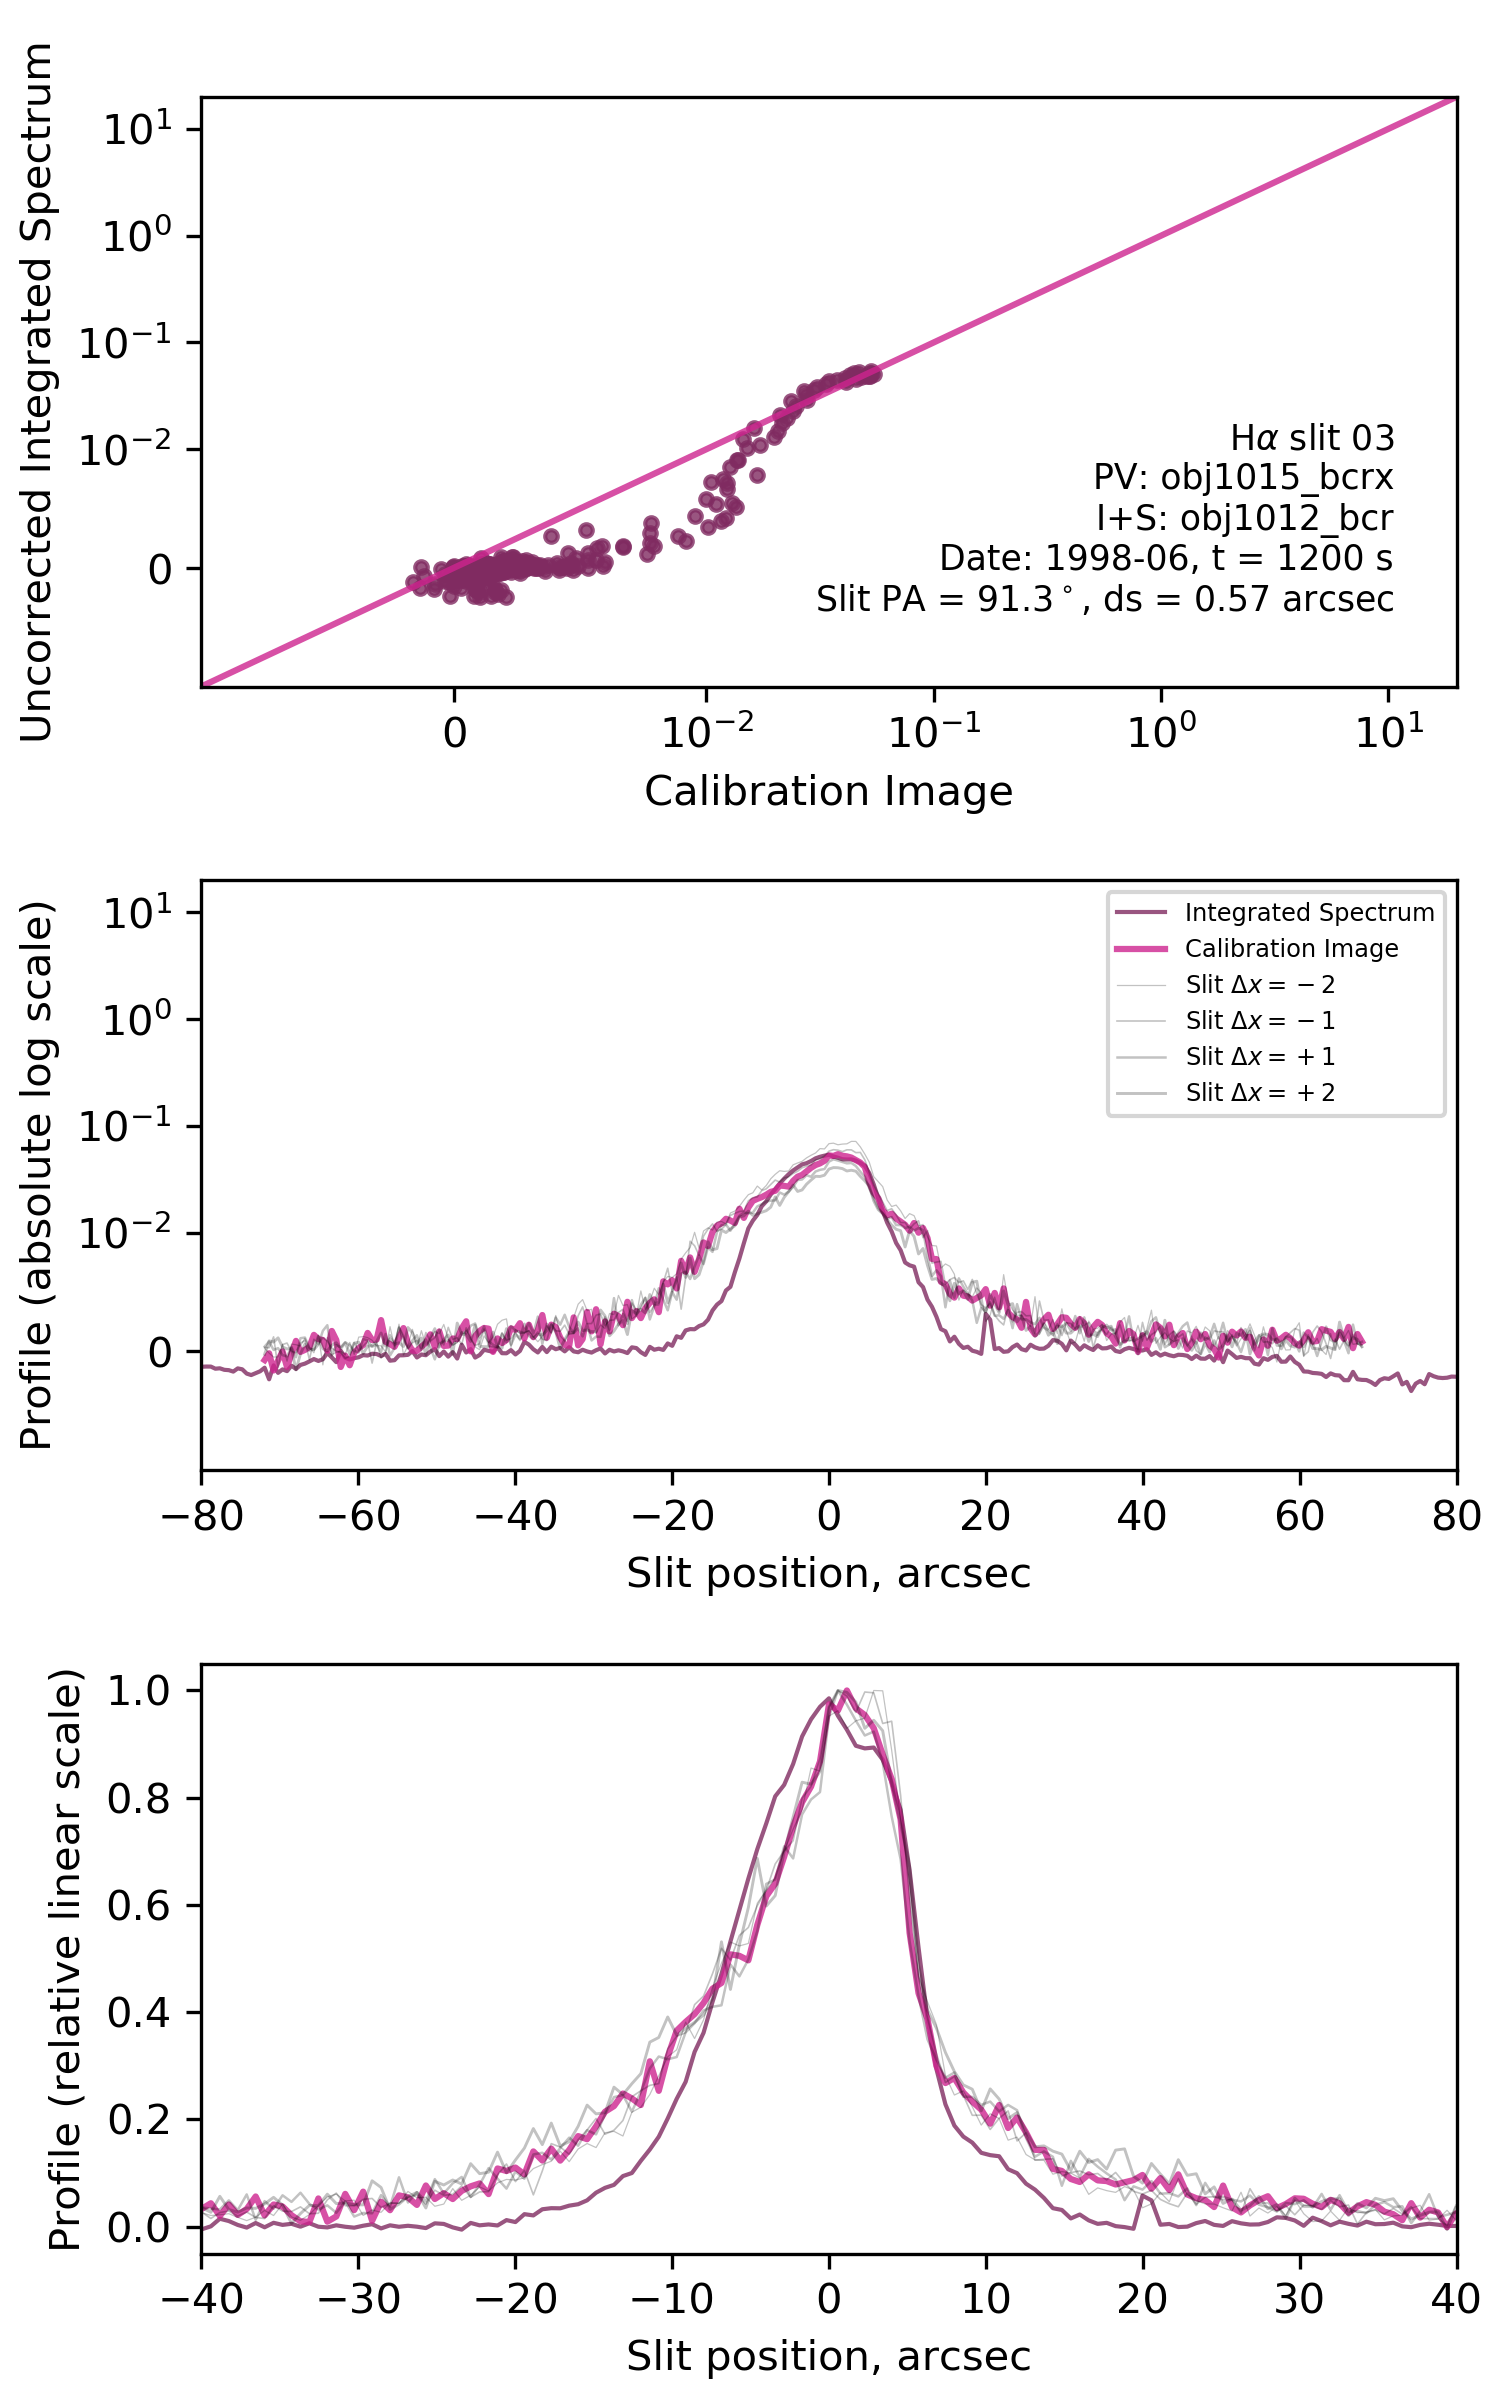 Uncorrected Integrated Spectrum
10¹
10⁰
10⁻¹
10⁻²
0
Hα slit 03
PV: obj1015_bcrx
I+S: obj1012_bcr
Date: 1998-06, t = 1200 s
Slit PA = 91.3°, ds = 0.57 arcsec
0 10⁻² 10⁻¹ 10⁰ 10¹
Calibration Image
Profile (absolute log scale)
10¹
10⁰
10⁻¹
10⁻²
0
Integrated Spectrum
Calibration Image
Slit Δx = − 2
Slit Δx = − 1
Slit Δx = + 1
Slit Δx = + 2
−80 −60 −40 −20 0 20 40 60 80
Slit position, arcsec
Profile (relative linear scale)
1.0
0.8
0.6
0.4
0.2
0.0
−40 −30 −20 −10 0 10 20 30 40
Slit position, arcsec